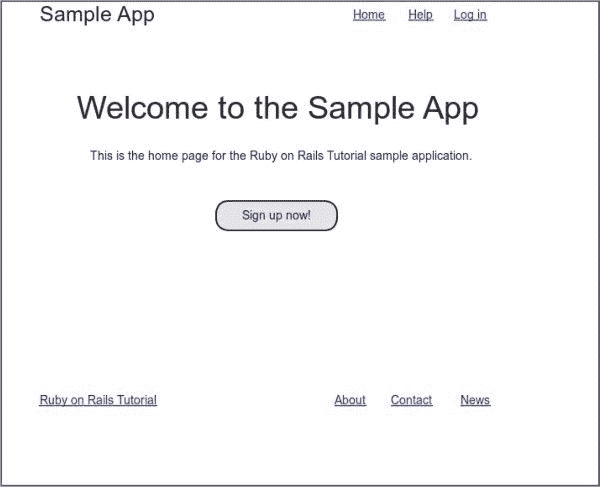 Sample App Home Help Log in
Welcome to the Sample App
This is the home page for the Ruby on Rails Tutorial sample application.
Sign up now!
Ruby on Rails Tutorial About Contact News